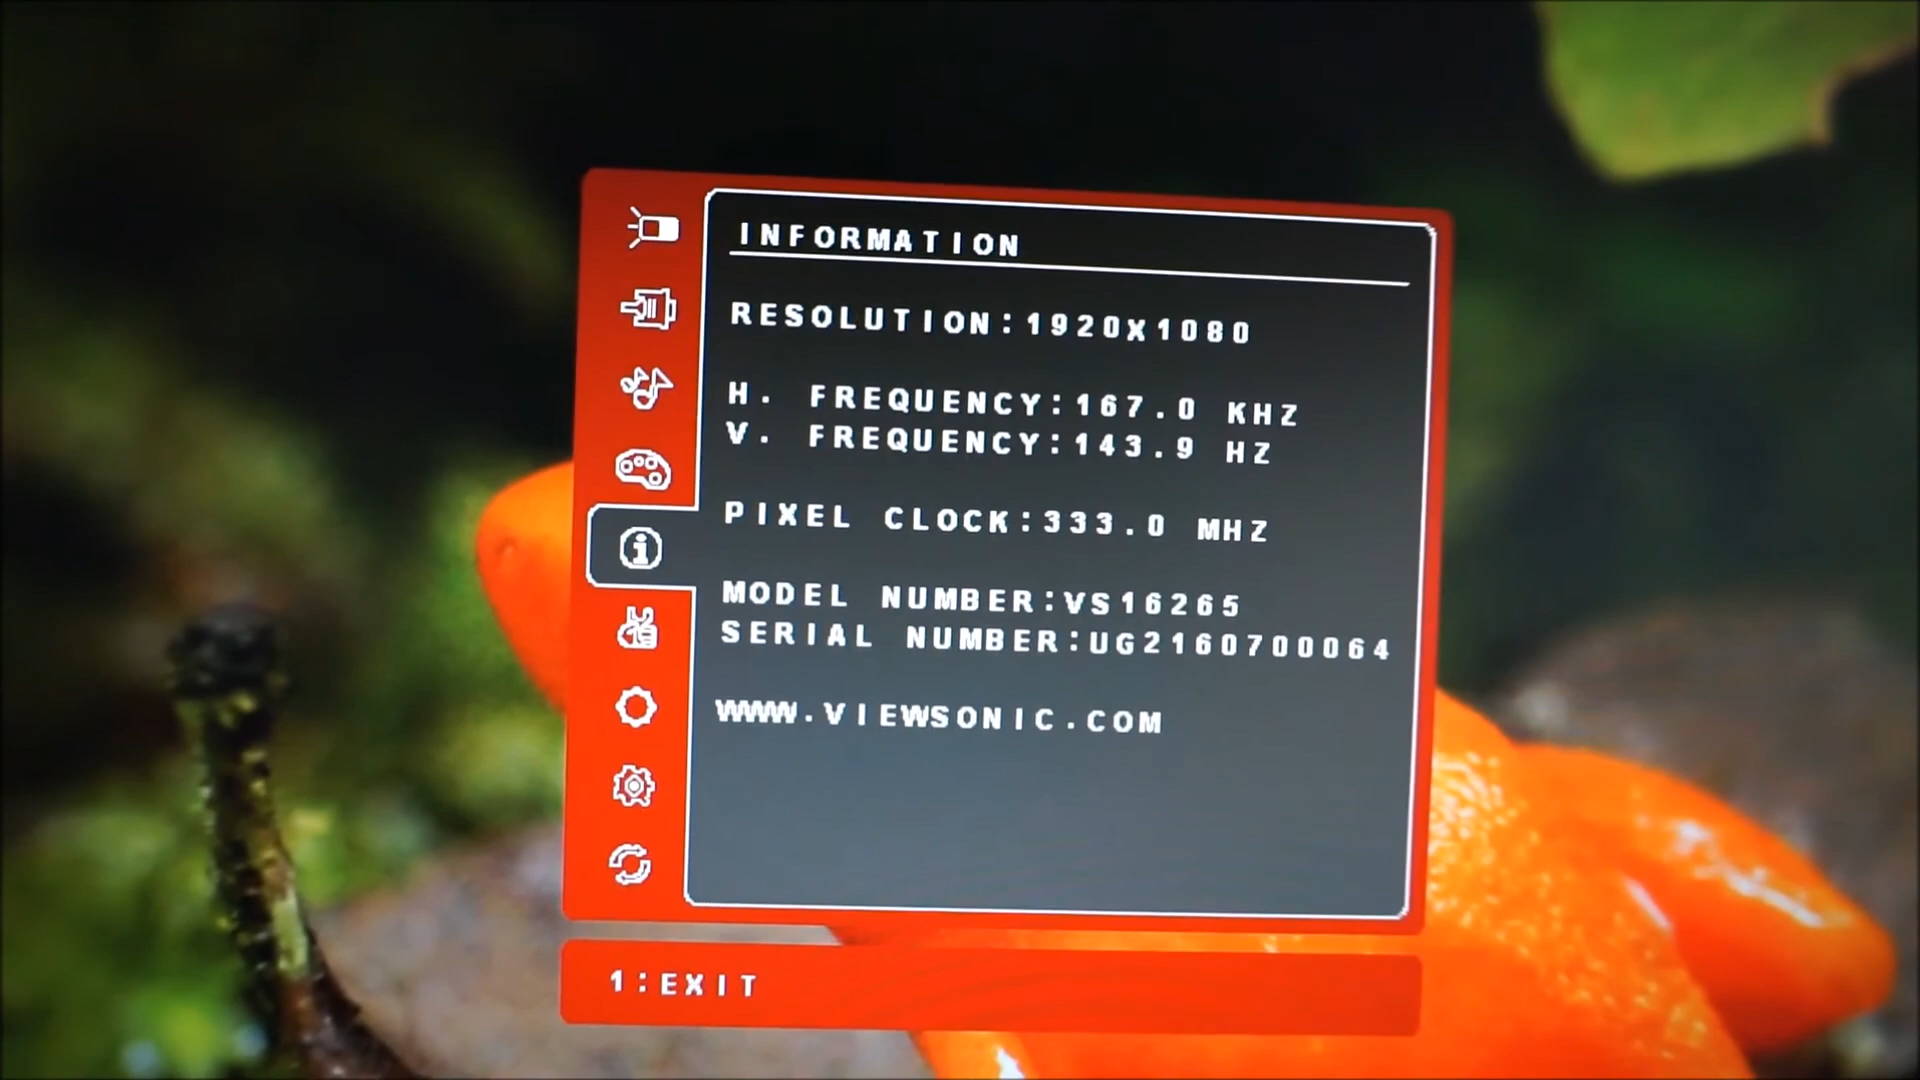 INFORMATION
RESOLUTION:1920X1080
H. FREQUENCY:167.0 KHZ
V. FREQUENCY:143.9 HZ
PIXEL CLOCK:333.0 MHZ
MODEL NUMBER:VS16265
SERIAL NUMBER:UG2160700064
WWW.VIEWSONIC.COM
1:EXIT